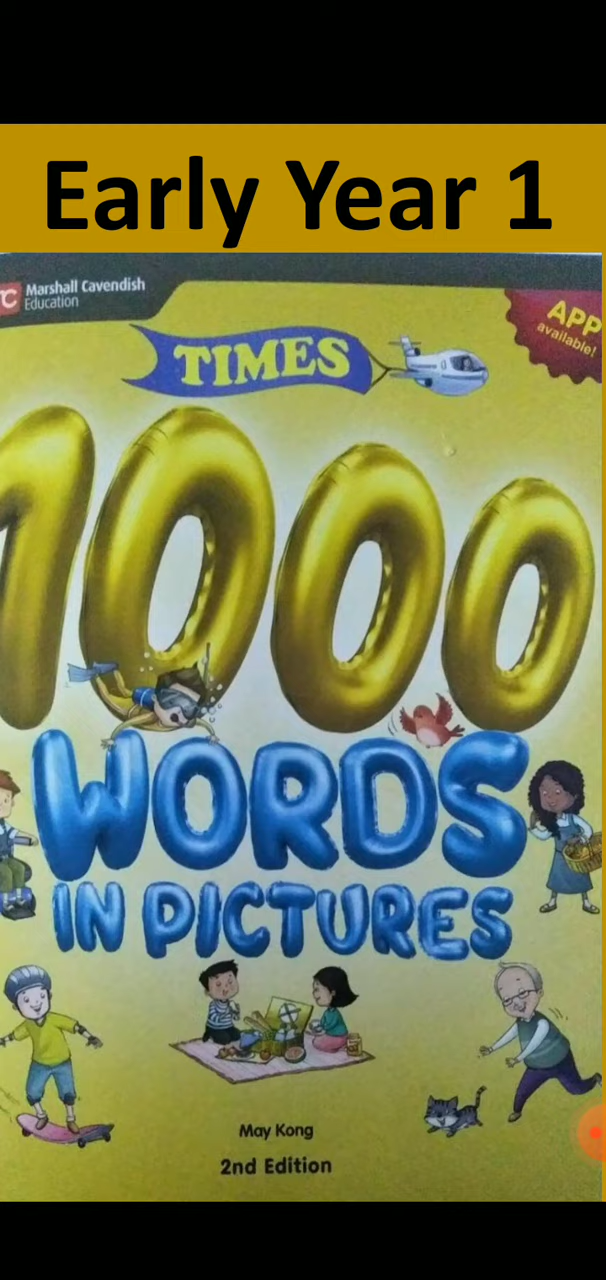 Early Year 1
Marshall Cavendish
Education
APP
available!
TIMES
1000
WORDS
IN PICTURES
May Kong
2nd Edition